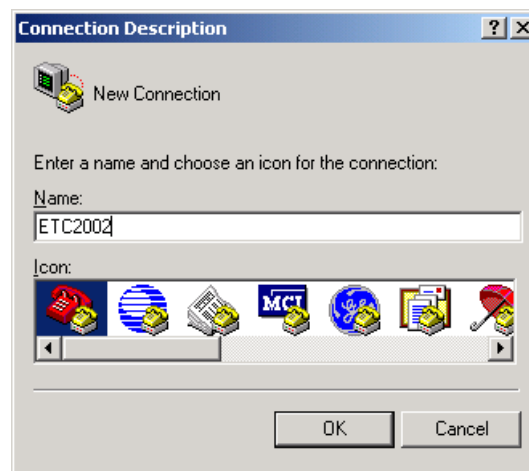 Connection Description
New Connection
Enter a name and choose an icon for the connection:
Name:
ETC2002
Icon:
MCI
OK
Cancel